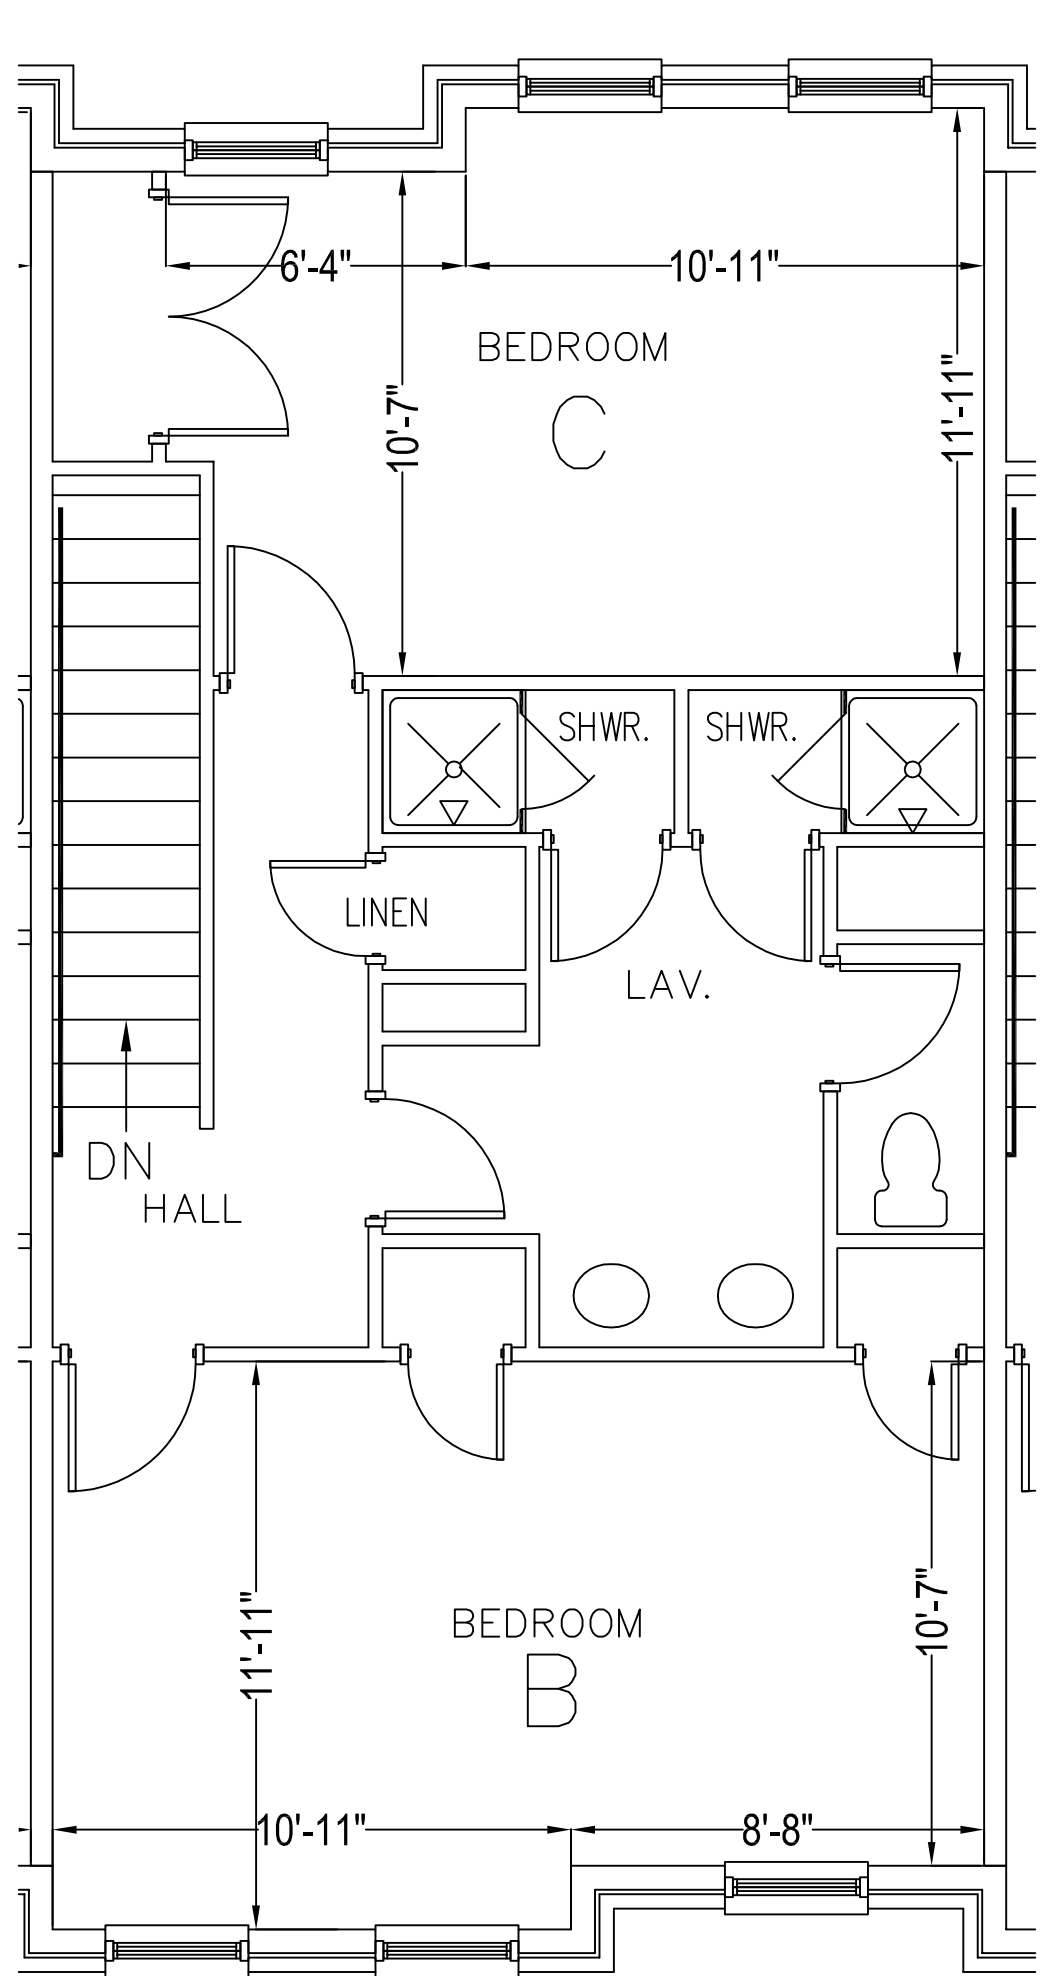 6'-4"
10'-11"
BEDROOM
C
10'-7"
11'-11"
SHWR.
SHWR.
LINEN
LAV.
DN
HALL
11'-11"
BEDROOM
B
10'-7"
10'-11"
8'-8"